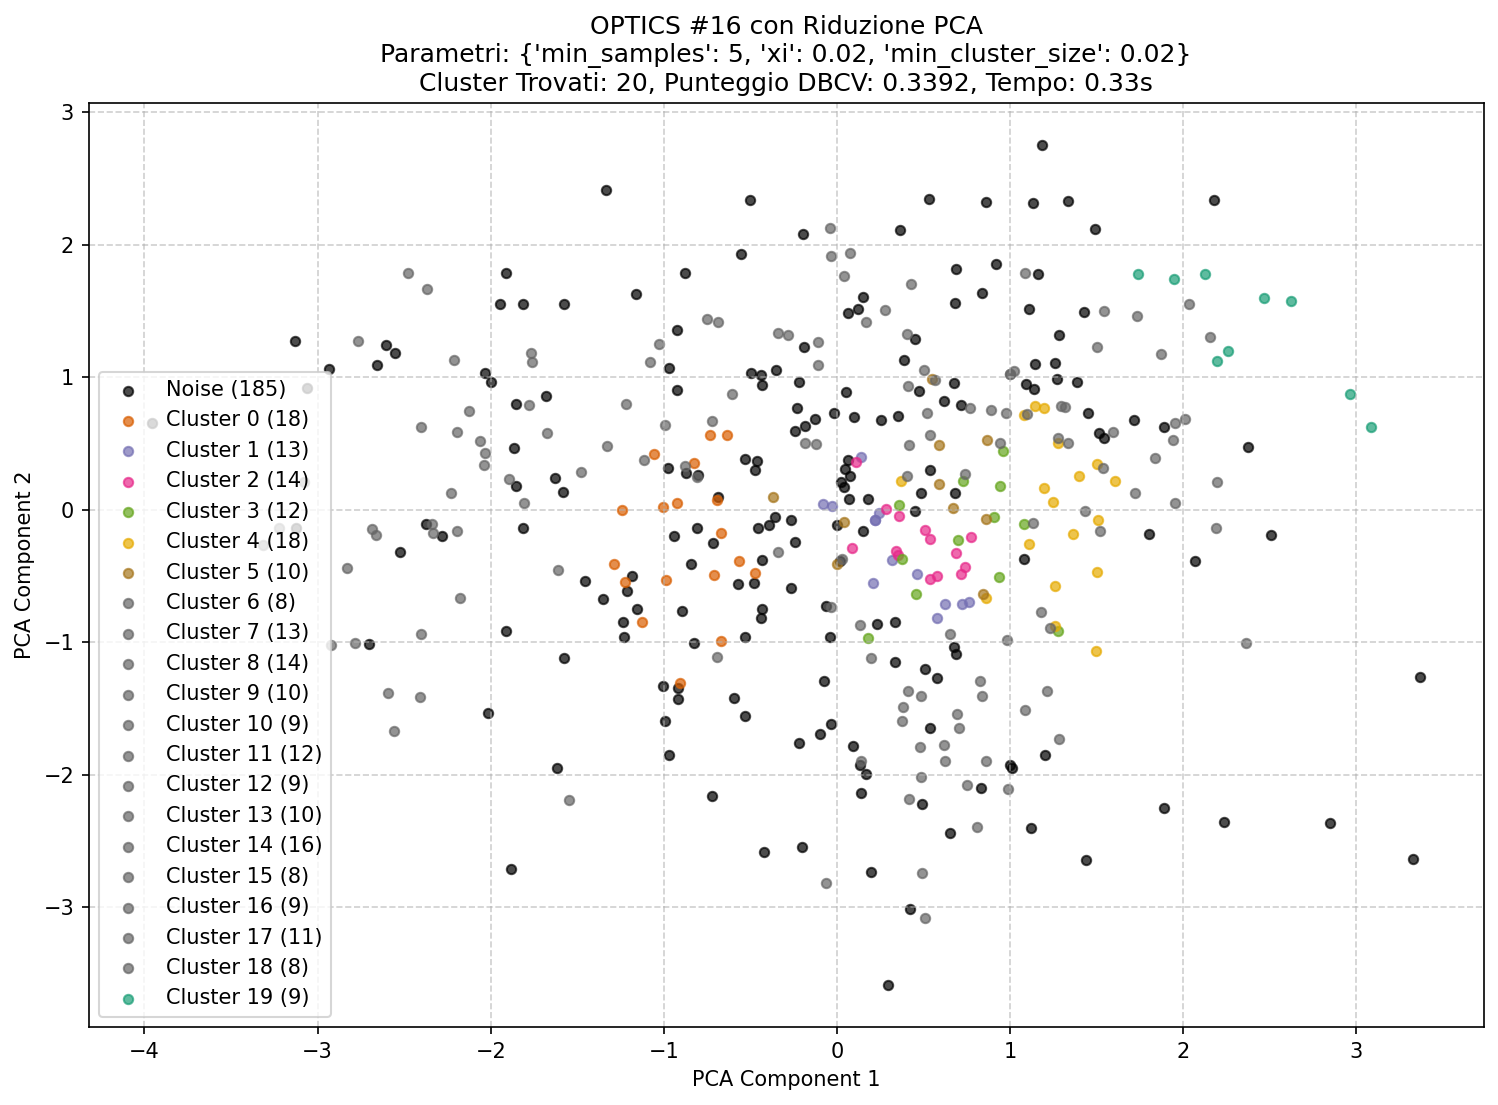 OPTICS #16 con Riduzione PCA
Parametri: {'min_samples': 5, 'xi': 0.02, 'min_cluster_size': 0.02}
Cluster Trovati: 20, Punteggio DBCV: 0.3392, Tempo: 0.33s
3
2
1
0
−1
−2
−3
PCA Component 2
Noise (185)
Cluster 0 (18)
Cluster 1 (13)
Cluster 2 (14)
Cluster 3 (12)
Cluster 4 (18)
Cluster 5 (10)
Cluster 6 (8)
Cluster 7 (13)
Cluster 8 (14)
Cluster 9 (10)
Cluster 10 (9)
Cluster 11 (12)
Cluster 12 (9)
Cluster 13 (10)
Cluster 14 (16)
Cluster 15 (8)
Cluster 16 (9)
Cluster 17 (11)
Cluster 18 (8)
Cluster 19 (9)
−4 −3 −2 −1 0 1 2 3
PCA Component 1